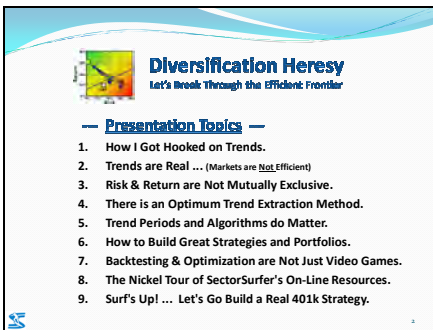 Diversification Heresy
Let's Break Through the Efficient Frontier
— Presentation Topics —
1. How I Got Hooked on Trends.
2. Trends are Real ... (Markets are Not Efficient)
3. Risk & Return are Not Mutually Exclusive.
4. There is an Optimum Trend Extraction Method.
5. Trend Periods and Algorithms do Matter.
6. How to Build Great Strategies and Portfolios.
7. Backtesting & Optimization are Not Just Video Games.
8. The Nickel Tour of SectorSurfer's On-Line Resources.
9. Surf's Up! ... Let's Go Build a Real 401k Strategy.
2